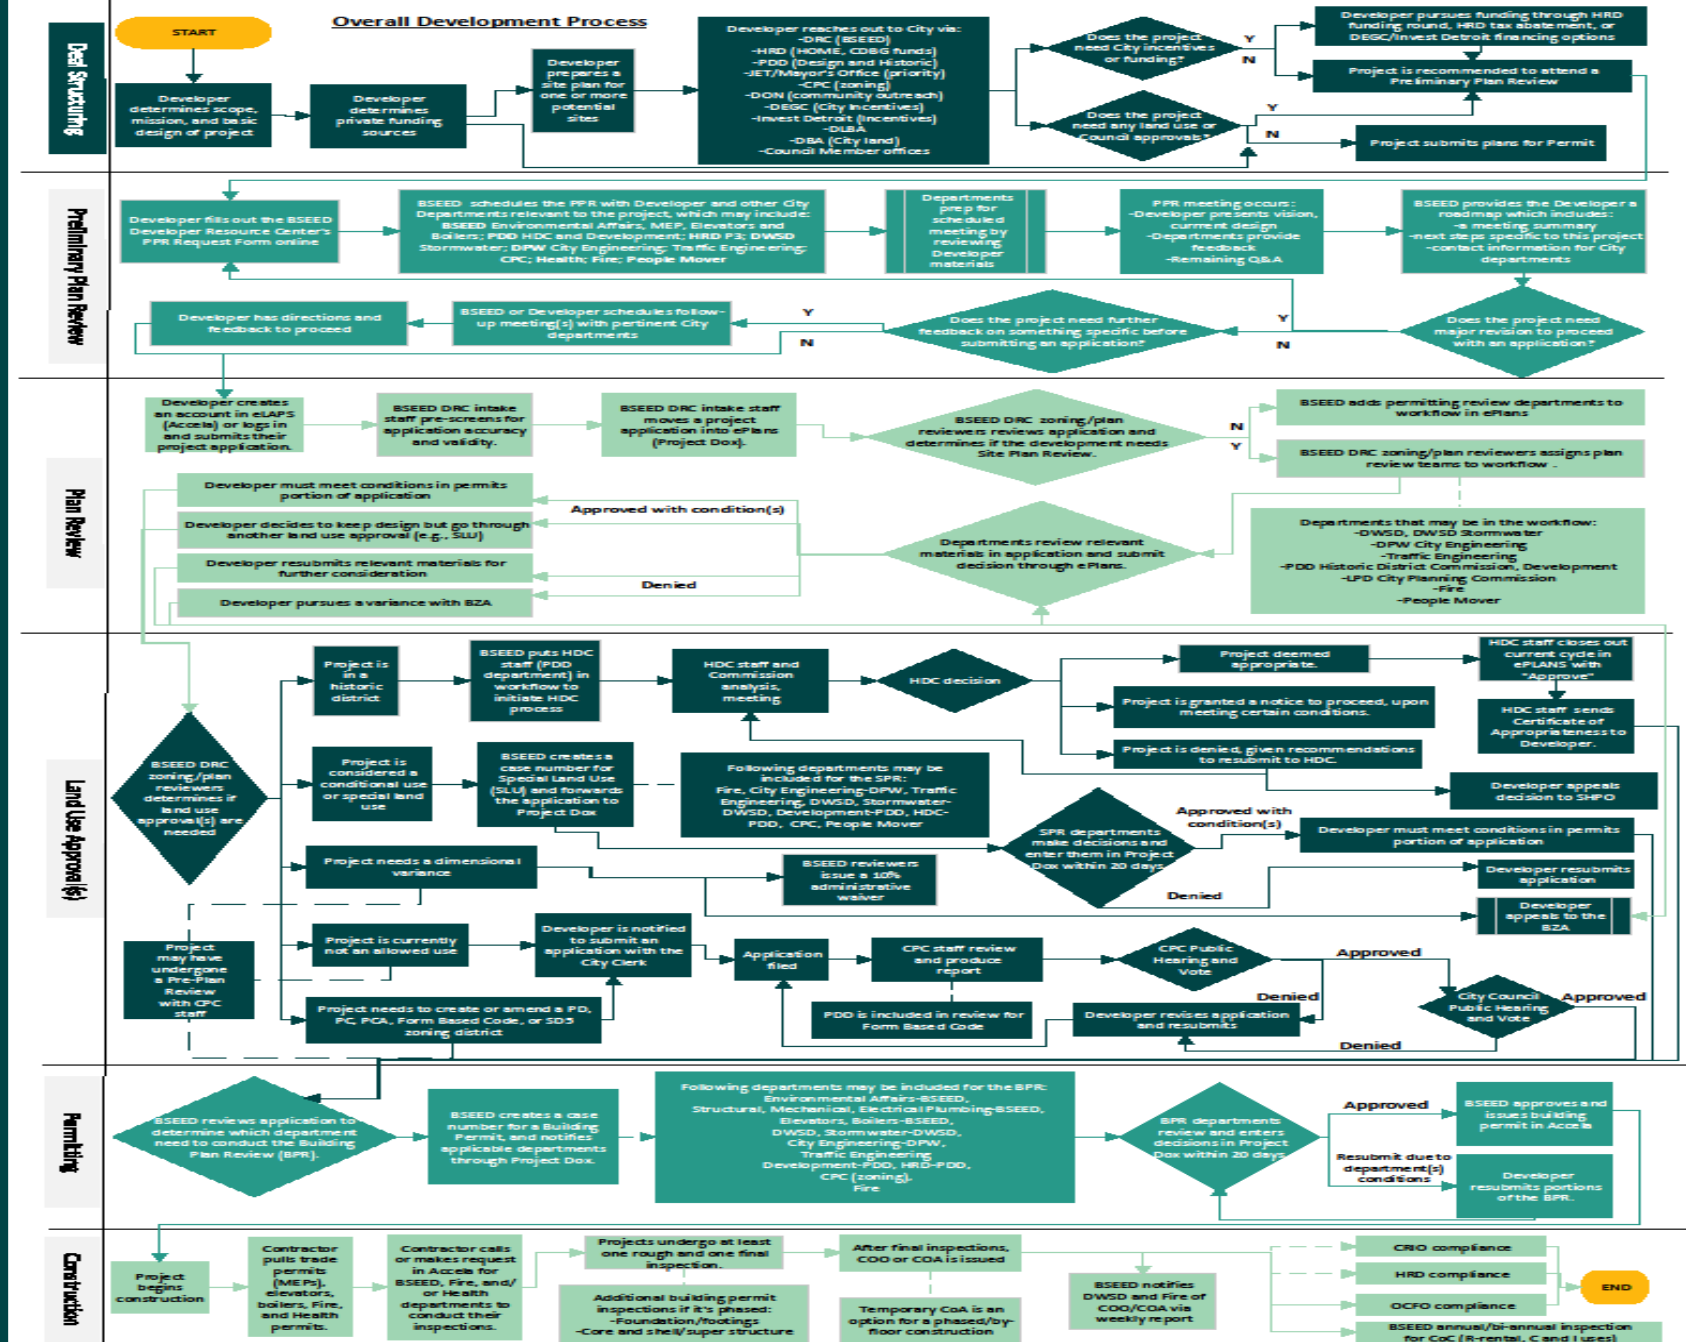 Overall Development Process
Deal Structuring
START
Developer
determines scope,
mission, and basic
design of project
Developer
determines
private funding
sources
Developer
prepares a
site plan for
one or more
potential
sites
Developer reaches out to City via:
-DRC (BSEED)
-HRD (HOME, CDBG funds)
-PDD (Design and Historic)
-JET/Mayor's Office (priority)
-CPC (zoning)
-DON (community outreach)
-DEGC (City Incentives)
-Invest Detroit (Incentives)
-DLBA
-DBA (City land)
-Council Member offices
Does the project
need City incentives
or funding?
Y
N
Developer pursues funding through HRD
funding round, HRD tax abatement, or
DEGC/Invest Detroit financing options
Project is recommended to attend a
Preliminary Plan Review
Does the project
need any land use or
Council approvals?
Y
N
Project submits plans for Permit
Preliminary Plan Review
Developer fills out the BSEED
Developer Resource Center's
PPR Request Form online
BSEED schedules the PPR with Developer and other City
Departments relevant to the project, which may include:
BSEED Environmental Affairs, MEP, Elevators and
Boilers; PDD HDC and Development; HRD P3; DWSD
Stormwater; DPW City Engineering; Traffic Engineering;
CPC; Health; Fire; People Mover
Departments
prep for
scheduled
meeting by
reviewing
Developer
materials
PPR meeting occurs:
-Developer presents vision,
current design
-Departments provide
feedback
-Remaining Q&A
BSEED provides the Developer a
roadmap which includes:
-a meeting summary
-next steps specific to this project
-contact information for City
departments
Developer has directions and
feedback to proceed
BSEED or Developer schedules follow-
up meeting(s) with pertinent City
departments
Y
N
Does the project need further
feedback on something specific before
submitting an application?
Y
N
Does the project need
major revision to proceed
with an application?
Plan Review
Developer creates
an account in eLAPS
(Accela) or logs in
and submits their
project application.
BSEED DRC intake
staff pre-screens for
application accuracy
and validity.
BSEED DRC intake staff
moves a project
application into ePlans
(Project Dox).
BSEED DRC zoning/plan
reviewers reviews application and
determines if the development needs
Site Plan Review.
N
Y
BSEED adds permitting review departments to
workflow in ePlans
BSEED DRC zoning/plan reviewers assigns plan
review teams to workflow .
Developer must meet conditions in permits
portion of application
Developer decides to keep design but go through
another land use approval (e.g., SLU)
Developer resubmits relevant materials for
further consideration
Developer pursues a variance with BZA
Approved with condition(s)
Denied
Departments review relevant
materials in application and submit
decision through ePlans.
Departments that may be in the workflow:
-DWSD, DWSD Stormwater
-DPW City Engineering
-Traffic Engineering
-PDD Historic District Commission, Development
-LPD City Planning Commission
-Fire
-People Mover
Land Use Approval(s)
BSEED DRC
zoning/plan
reviewers
determines if
land use
approval(s) are
needed
Project is
in a
historic
district
BSEED puts HDC
staff (PDD
department) in
workflow to
initiate HDC
process
HDC staff and
Commission
analysis,
meeting
HDC decision
Project deemed
appropriate.
HDC staff closes out
current cycle in
ePLANS with
"Approve"
Project is granted a notice to proceed, upon
meeting certain conditions.
HDC staff sends
Certificate of
Appropriateness to
Developer.
Project is denied, given recommendations
to resubmit to HDC.
Developer appeals
decision to SHPO
Project is
considered a
conditional use
or special land
use
BSEED creates a
case number for
Special Land Use
(SLU) and forwards
the application to
Project Dox
Following departments may be
included for the SPR:
Fire, City Engineering-DPW, Traffic
Engineering, DWSD, Stormwater-
DWSD, Development-PDD, HDC-
PDD, CPC, People Mover
SPR departments
make decisions and
enter them in Project
Dox within 20 days
Approved with
condition(s)
Denied
Developer must meet conditions in permits
portion of application
Developer resubmits
application
Project needs a dimensional
variance
BSEED reviewers
issue a 10%
administrative
waiver
Developer
appeals to the
BZA
Project
may have
undergone
a Pre-Plan
Review
with CPC
staff
Project is currently
not an allowed use
Developer is notified
to submit an
application with the
City Clerk
Application
filed
CPC staff review
and produce
report
CPC Public
Hearing and
Vote
Approved
Denied
City Council
Public Hearing
and Vote
Approved
Denied
Project needs to create or amend a PD,
PC, PCA, Form Based Code, or SD5
zoning district
PDD is included in review for
Form Based Code
Developer revises application
and resubmits
Permitting
BSEED reviews application to
determine which department
need to conduct the Building
Plan Review (BPR).
BSEED creates a case
number for a Building
Permit, and notifies
applicable departments
through Project Dox.
Following departments may be included for the BPR:
Environmental Affairs-BSEED,
Structural, Mechanical, Electrical Plumbing-BSEED,
Elevators, Boilers-BSEED,
DWSD, Stormwater-DWSD,
City Engineering-DPW,
Traffic Engineering
Development-PDD, HRD-PDD,
CPC (zoning),
Fire
BPR departments
review and enters
decisions in Project
Dox within 20 days
Approved
Resubmit due to
department(s)
conditions
BSEED approves and
issues building
permit in Accela
Developer
resubmits portions
of the BPR.
Construction
Project
begins
construction
Contractor
pulls trade
permits
(MEPs),
elevators,
boilers, Fire,
and Health
permits.
Contractor calls
or makes request
in Accela for
BSEED, Fire, and/
or Health
departments to
conduct their
inspections.
Projects undergo at least
one rough and one final
inspection.
Additional building permit
inspections if it's phased:
-Foundation/footings
-Core and shell/super structure
After final inspections,
COO or COA is issued
Temporary CoA is an
option for a phased/by-
floor construction
BSEED notifies
DWSD and Fire of
COO/COA via
weekly report
CRIO compliance
HRD compliance
OCFO compliance
BSEED annual/bi-annual inspection
for CoC (R-rental, C and I uses)
END